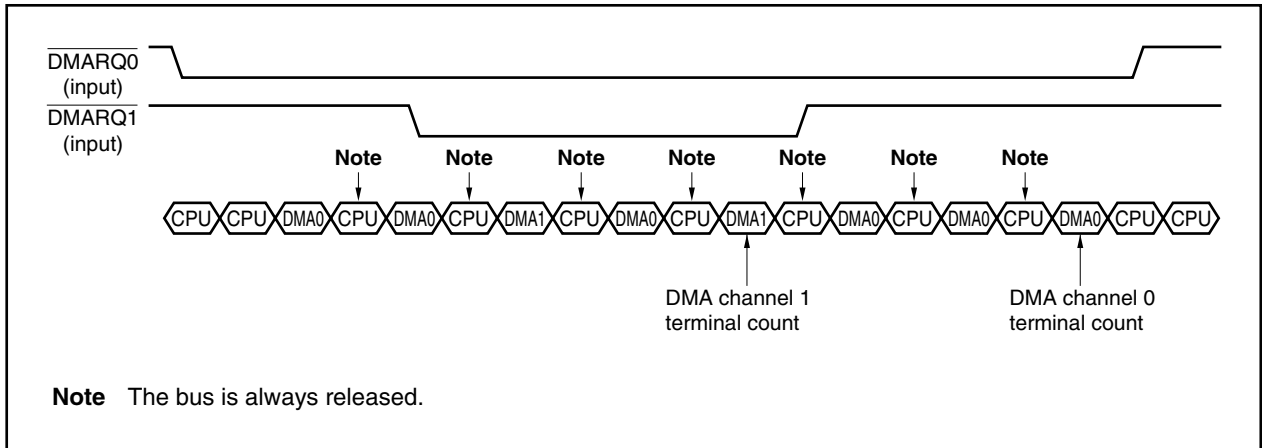 DMARQ0
(input)
DMARQ1
(input)
Note Note Note Note Note Note Note
CPU CPU DMA0 CPU DMA0 CPU DMA1 CPU DMA0 CPU DMA1 CPU DMA0 CPU DMA0 CPU DMA0 CPU CPU
DMA channel 1
terminal count
DMA channel 0
terminal count
Note The bus is always released.